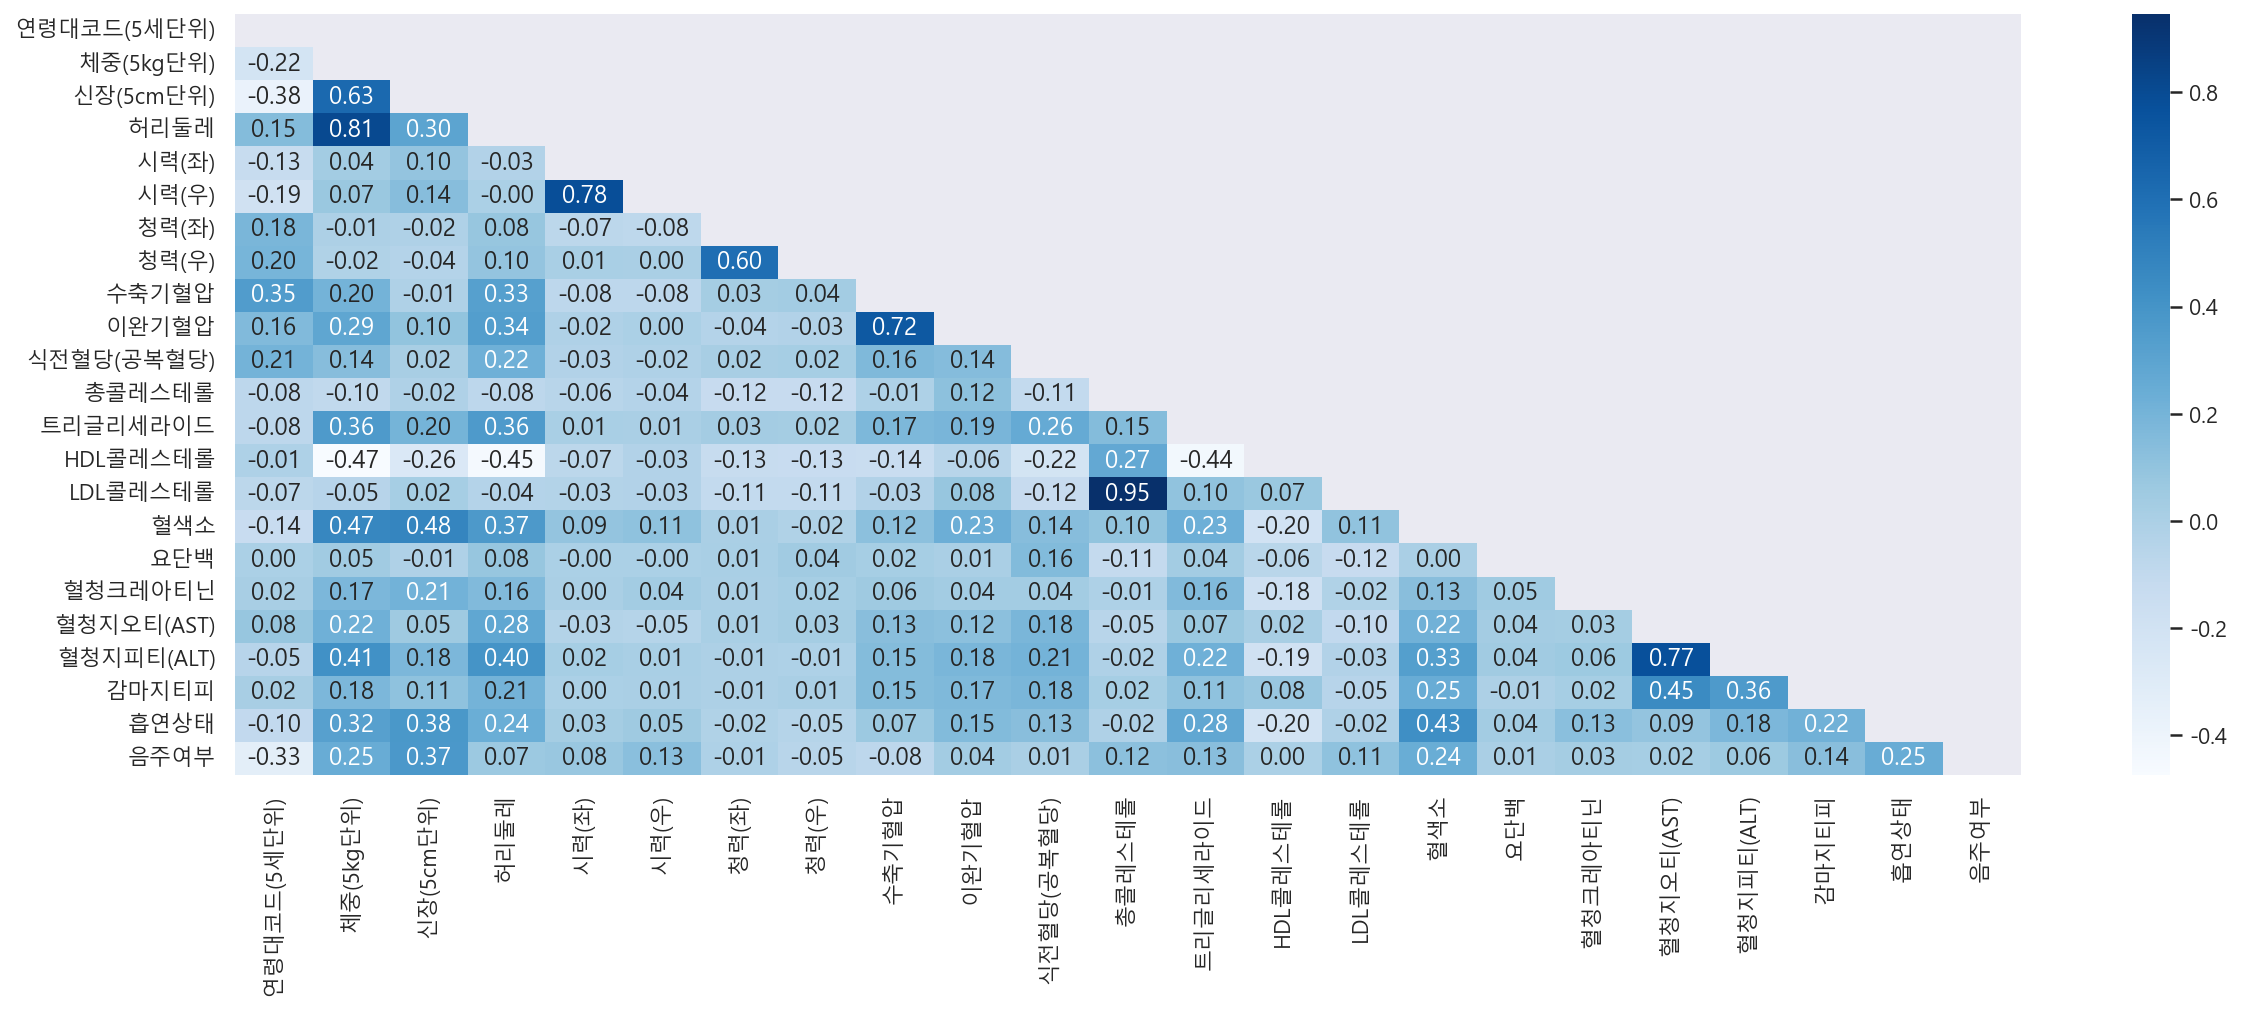 연령대코드(5세단위)
체중(5kg단위) -0.22
신장(5cm단위) -0.38 0.63
허리둘레 0.15 0.81 0.30
시력(좌) -0.13 0.04 0.10 -0.03
시력(우) -0.19 0.07 0.14 -0.00 0.78
청력(좌) 0.18 -0.01 -0.02 0.08 -0.07 -0.08
청력(우) 0.20 -0.02 -0.04 0.10 0.01 0.00 0.60
수축기혈압 0.35 0.20 -0.01 0.33 -0.08 -0.08 0.03 0.04
이완기혈압 0.16 0.29 0.10 0.34 -0.02 0.00 -0.04 -0.03 0.72
식전혈당(공복혈당) 0.21 0.14 0.02 0.22 -0.03 -0.02 0.02 0.02 0.16 0.14
총콜레스테롤 -0.08 -0.10 -0.02 -0.08 -0.06 -0.04 -0.12 -0.12 -0.01 0.12 -0.11
트리글리세라이드 -0.08 0.36 0.20 0.36 0.01 0.01 0.03 0.02 0.17 0.19 0.26 0.15
HDL콜레스테롤 -0.01 -0.47 -0.26 -0.45 -0.07 -0.03 -0.13 -0.13 -0.14 -0.06 -0.22 0.27 -0.44
LDL콜레스테롤 -0.07 -0.05 0.02 -0.04 -0.03 -0.03 -0.11 -0.11 -0.03 0.08 -0.12 0.95 0.10 0.07
혈색소 -0.14 0.47 0.48 0.37 0.09 0.11 0.01 -0.02 0.12 0.23 0.14 0.10 0.23 -0.20 0.11
요단백 0.00 0.05 -0.01 0.08 -0.00 -0.00 0.01 0.04 0.02 0.01 0.16 -0.11 0.04 -0.06 -0.12 0.00
혈청크레아티닌 0.02 0.17 0.21 0.16 0.00 0.04 0.01 0.02 0.06 0.04 0.04 -0.01 0.16 -0.18 -0.02 0.13 0.05
혈청지오티(AST) 0.08 0.22 0.05 0.28 -0.03 -0.05 0.01 0.03 0.13 0.12 0.18 -0.05 0.07 0.02 -0.10 0.22 0.04 0.03
혈청지피티(ALT) -0.05 0.41 0.18 0.40 0.02 0.01 -0.01 -0.01 0.15 0.18 0.21 -0.02 0.22 -0.19 -0.03 0.33 0.04 0.06 0.77
감마지티피 0.02 0.18 0.11 0.21 0.00 0.01 -0.01 0.01 0.15 0.17 0.18 0.02 0.11 0.08 -0.05 0.25 -0.01 0.02 0.45 0.36
흡연상태 -0.10 0.32 0.38 0.24 0.03 0.05 -0.02 -0.05 0.07 0.15 0.13 -0.02 0.28 -0.20 -0.02 0.43 0.04 0.13 0.09 0.18 0.22
음주여부 -0.33 0.25 0.37 0.07 0.08 0.13 -0.01 -0.05 -0.08 0.04 0.01 0.12 0.13 0.00 0.11 0.24 0.01 0.03 0.02 0.06 0.14 0.25
연령대코드(5세단위)
체중(5kg단위)
신장(5cm단위)
허리둘레
시력(좌)
시력(우)
청력(좌)
청력(우)
수축기혈압
이완기혈압
식전혈당(공복혈당)
총콜레스테롤
트리글리세라이드
HDL콜레스테롤
LDL콜레스테롤
혈색소
요단백
혈청크레아티닌
혈청지오티(AST)
혈청지피티(ALT)
감마지티피
흡연상태
음주여부
0.8
0.6
0.4
0.2
0.0
-0.2
-0.4